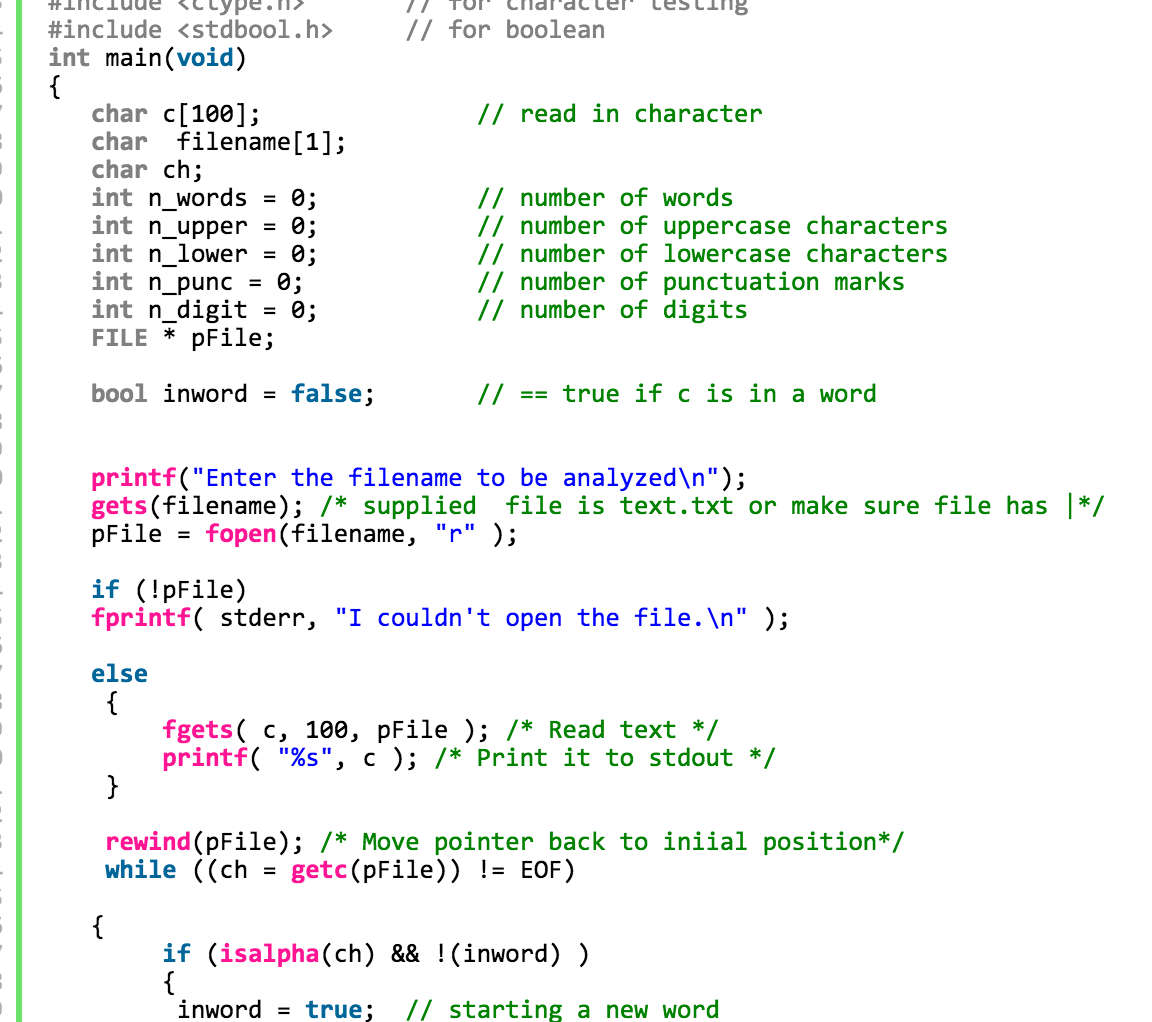 #include <ctype.h>       // for character testing
#include <stdbool.h>     // for boolean
int main(void)
{
   char c[100];               // read in character
   char  filename[1];
   char ch;
   int n_words = 0;           // number of words
   int n_upper = 0;           // number of uppercase characters
   int n_lower = 0;           // number of lowercase characters
   int n_punc = 0;            // number of punctuation marks
   int n_digit = 0;           // number of digits
   FILE * pFile;
   bool inword = false;       // == true if c is in a word
   printf("Enter the filename to be analyzed\n");
   gets(filename); /* supplied  file is text.txt or make sure file has |*/
   pFile = fopen(filename, "r" );
   if (!pFile)
   fprintf( stderr, "I couldn't open the file.\n" );
   else
    {
        fgets( c, 100, pFile ); /* Read text */
        printf( "%s", c ); /* Print it to stdout */
    }
    rewind(pFile); /* Move pointer back to iniial position*/
    while ((ch = getc(pFile)) != EOF)
   {
        if (isalpha(ch) && !(inword) )
        {
         inword = true;  // starting a new word